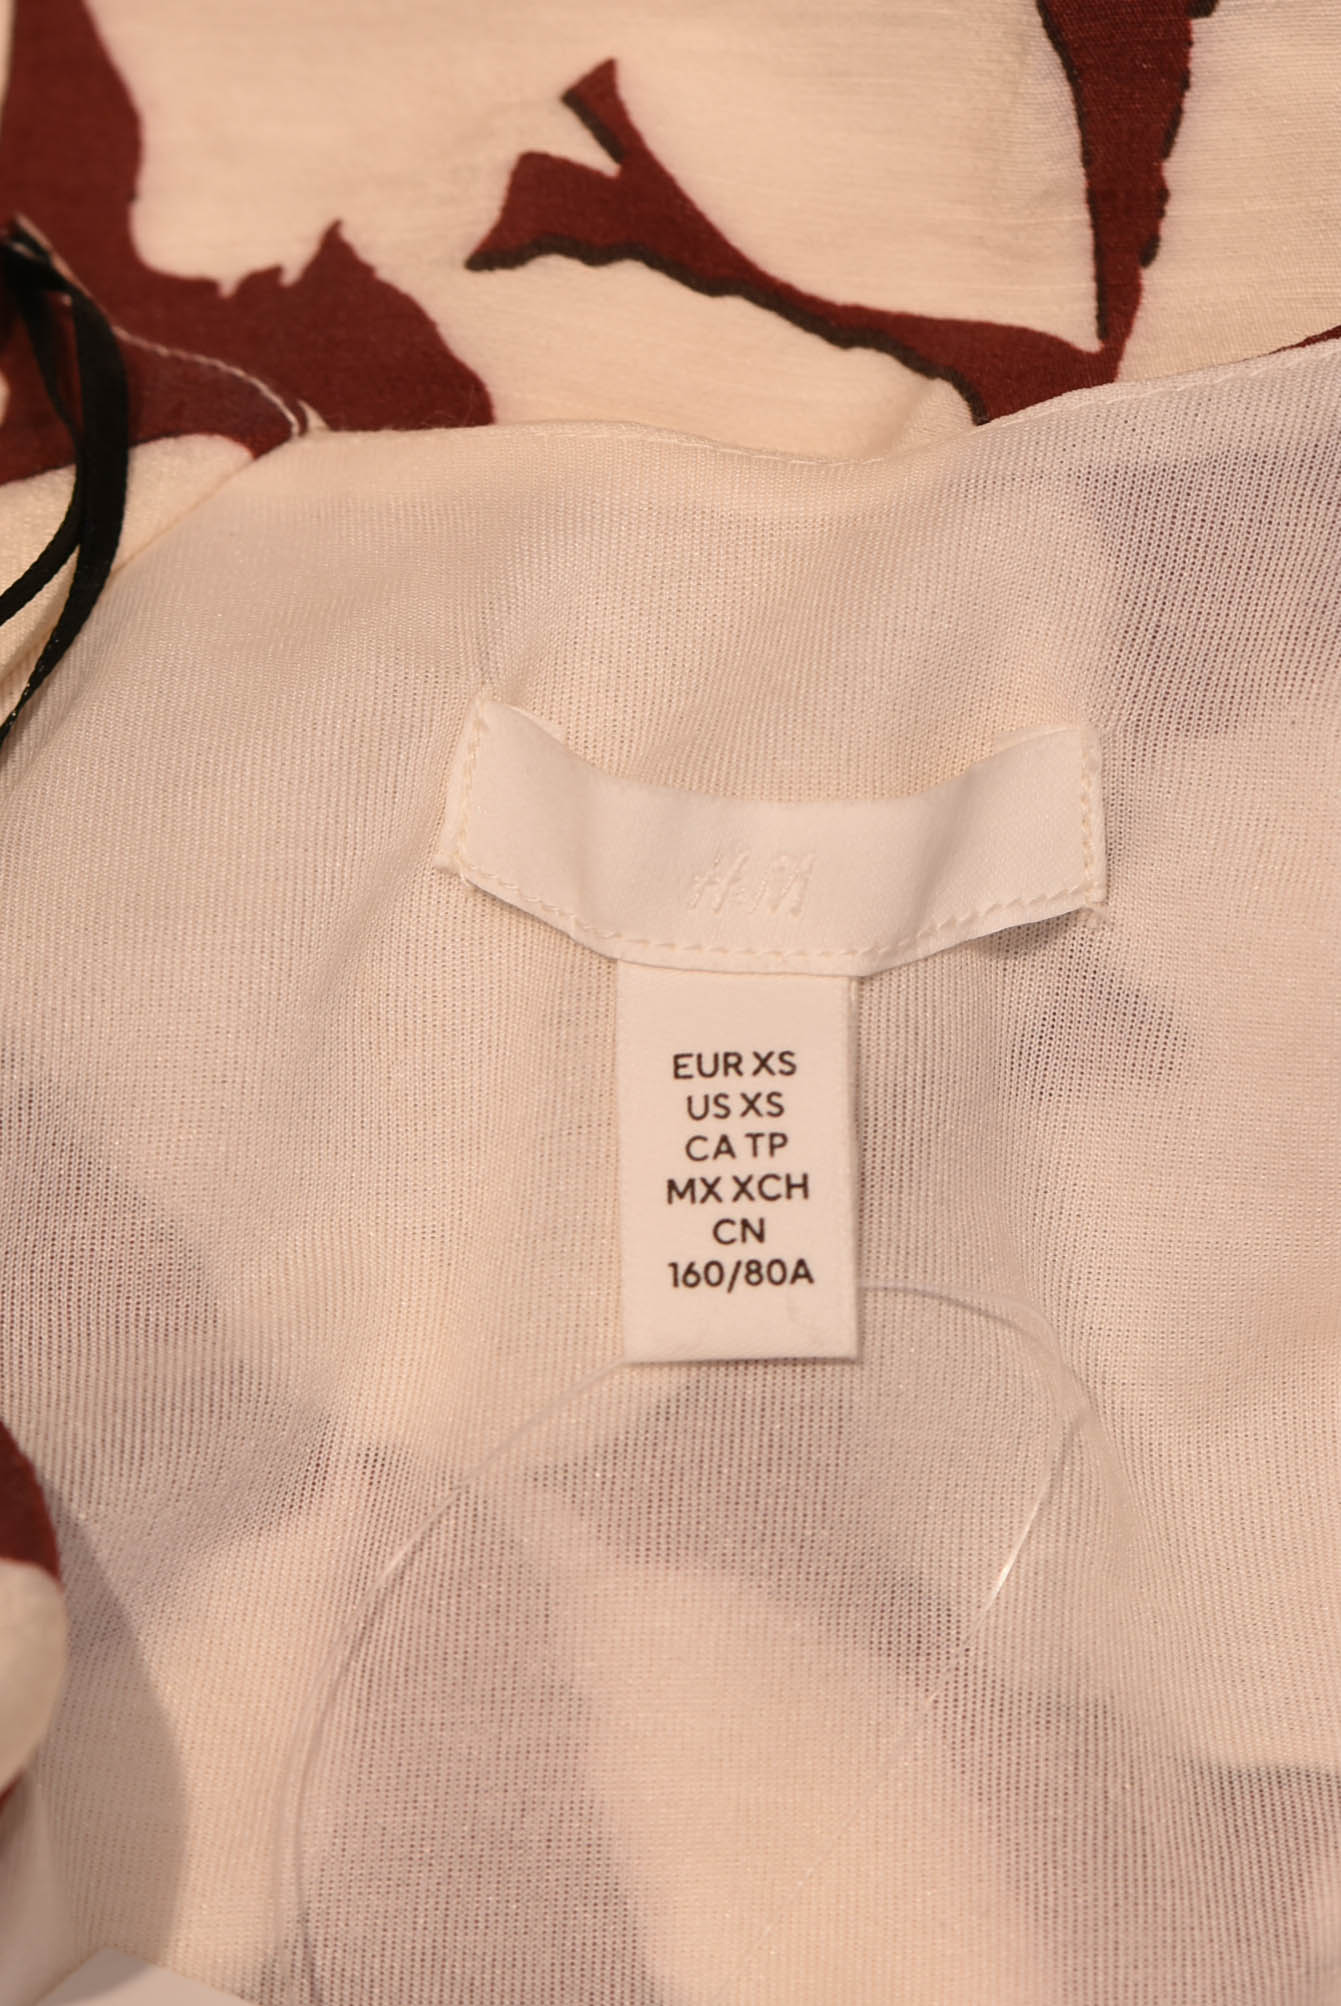 H&M
EUR XS
US XS
CA TP
MX XCH
CN
160/80A